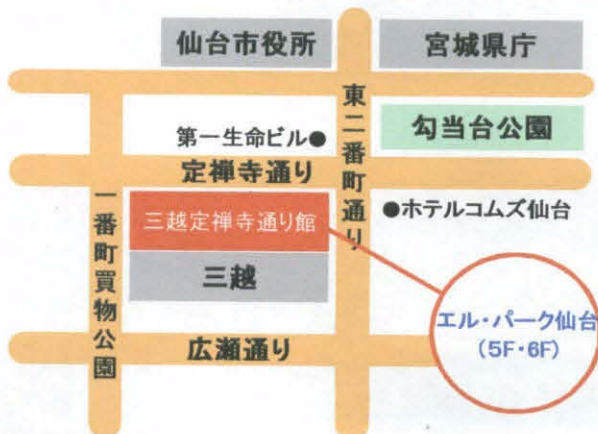 仙台市役所
宮城県庁
東二番町通り
勾当台公園
第一生命ビル●
定禅寺通り
●ホテルコムズ仙台
一番町買物公園
三越定禅寺通り館
三越
エル・パーク仙台
(5F・6F)
広瀬通り